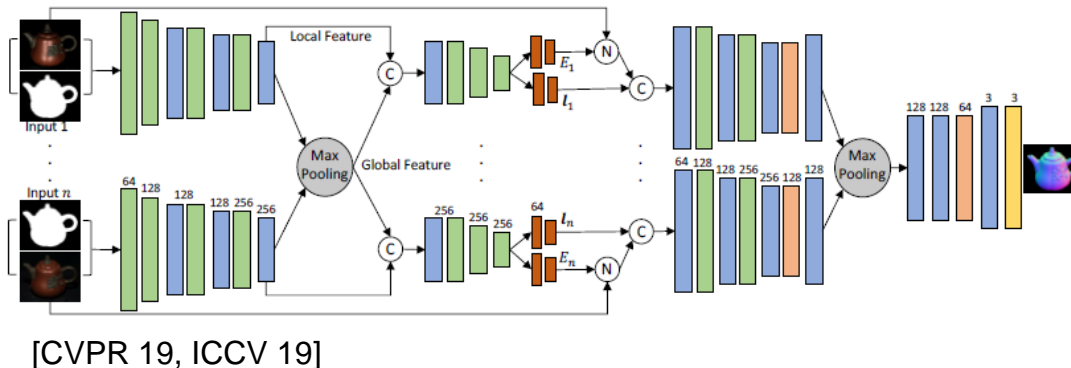 Local Feature
C
E1
l1
N
C
Input 1
Max
Pooling
Global Feature
Max
Pooling
128 128 64 3 3
Input n
64 128 128 128 256 256
C
256 256 256
64
ln
En
N
C
64 128 128 256 256 128 128
[CVPR 19, ICCV 19]